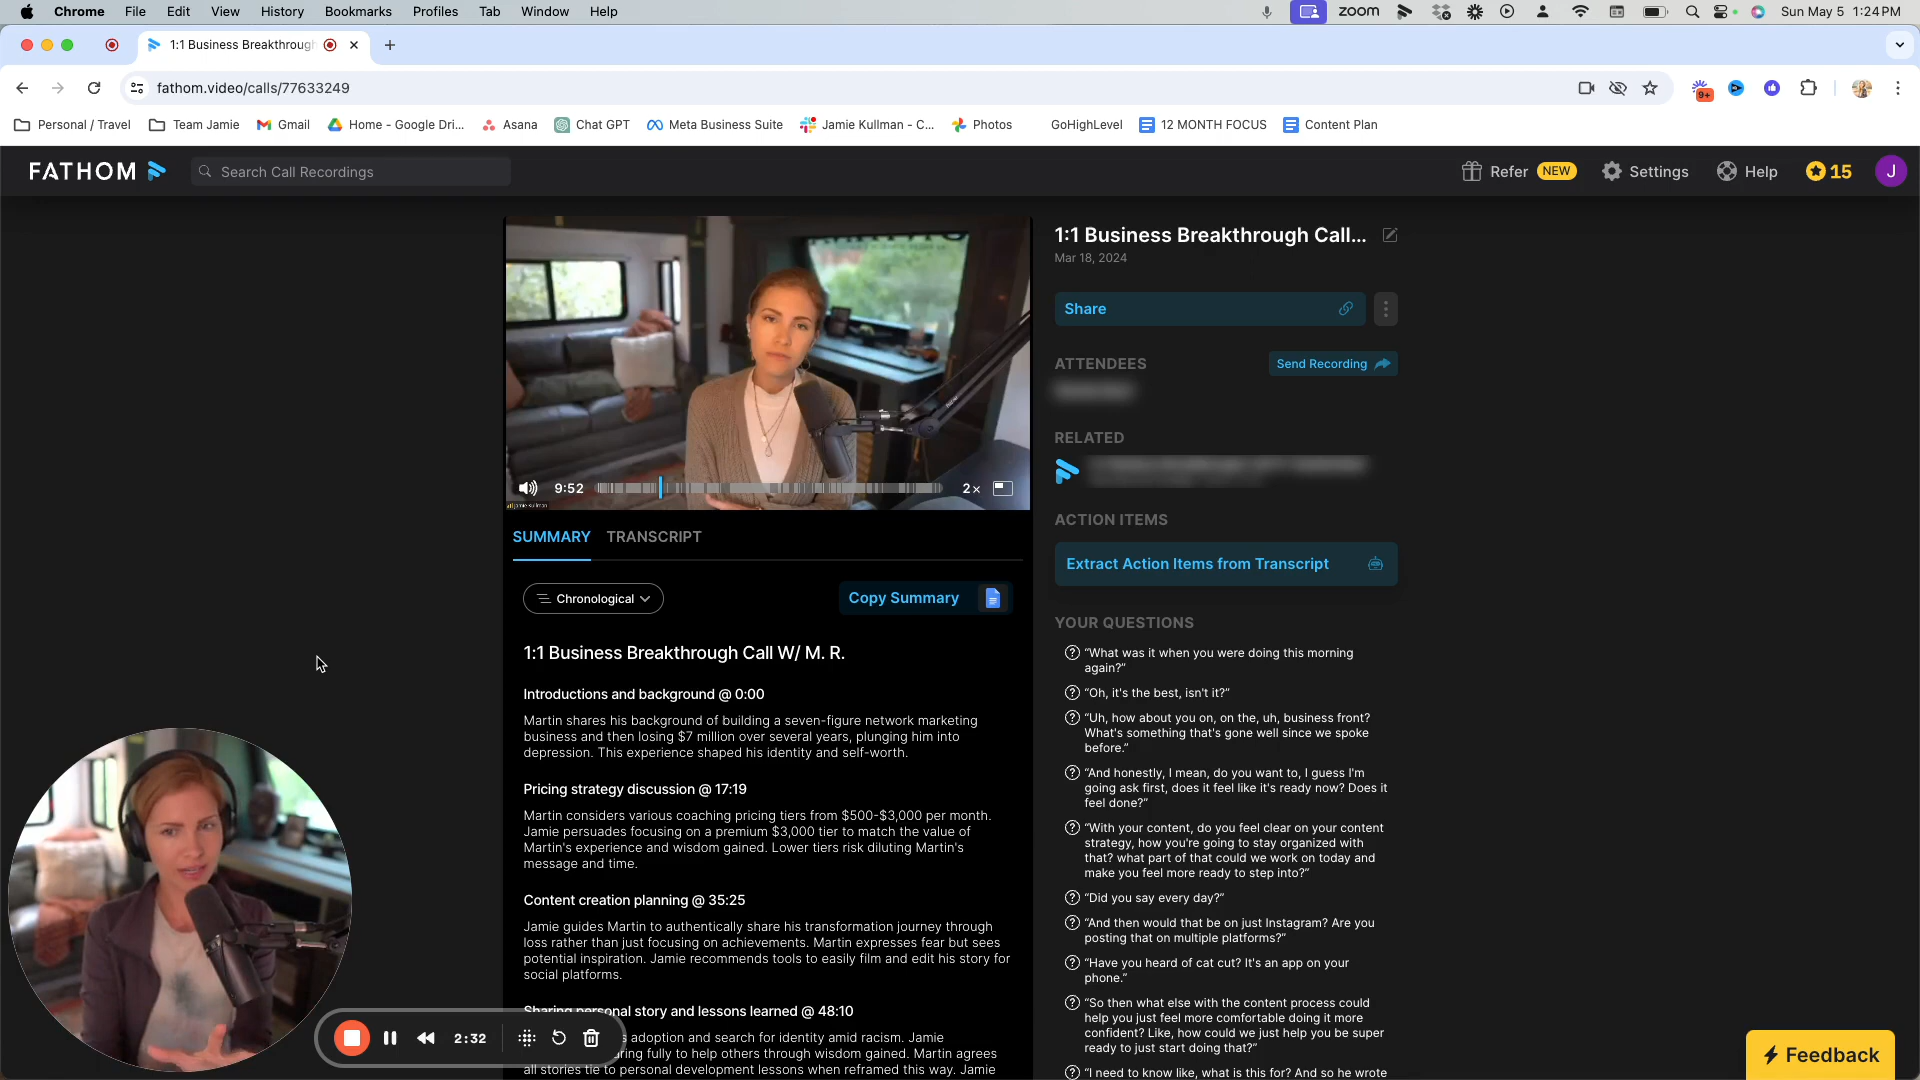 Chrome File Edit View History Bookmarks Profiles Tab Window Help
zoom
Sun May 5 1:24 PM
1:1 Business Breakthrough
fathom.video/calls/77633249
9+
Personal / Travel
Team Jamie
Gmail
Home - Google Dri...
Asana
Chat GPT
Meta Business Suite
Jamie Kullman - C...
Photos
GoHighLevel
12 MONTH FOCUS
Content Plan
FATHOM
Search Call Recordings
Refer NEW
Settings
Help
15
J
9:52
2×
Jamie Kullman
SUMMARY
TRANSCRIPT
Chronological
Copy Summary
1:1 Business Breakthrough Call W/ M. R.
Introductions and background @ 0:00
Martin shares his background of building a seven-figure network marketing
business and then losing $7 million over several years, plunging him into
depression. This experience shaped his identity and self-worth.
Pricing strategy discussion @ 17:19
Martin considers various coaching pricing tiers from $500-$3,000 per month.
Jamie persuades focusing on a premium $3,000 tier to match the value of
Martin's experience and wisdom gained. Lower tiers risk diluting Martin's
message and time.
Content creation planning @ 35:25
Jamie guides Martin to authentically share his transformation journey through
loss rather than just focusing on achievements. Martin expresses fear but sees
potential inspiration. Jamie recommends tools to easily film and edit his story for
social platforms.
Sharing personal story and lessons learned @ 48:10
adoption and search for identity amid racism. Jamie
fully to help others through wisdom gained. Martin agrees
all stories tie to personal development lessons when reframed this way. Jamie
2:32
1:1 Business Breakthrough Call...
Mar 18, 2024
Share
ATTENDEES
Send Recording
RELATED
ACTION ITEMS
Extract Action Items from Transcript
YOUR QUESTIONS
“What was it when you were doing this morning
again?”
“Oh, it's the best, isn't it?”
“Uh, how about you on, on the, uh, business front?
What's something that's gone well since we spoke
before.”
“And honestly, I mean, do you want to, I guess I'm
going ask first, does it feel like it's ready now? Does it
feel done?”
“With your content, do you feel clear on your content
strategy, how you're going to stay organized with
that? what part of that could we work on today and
make you feel more ready to step into?”
“Did you say every day?”
“And then would that be on just Instagram? Are you
posting that on multiple platforms?”
“Have you heard of cat cut? It's an app on your
phone.”
“So then what else with the content process could
help you just feel more comfortable doing it more
confident? Like, how could we just help you be super
ready to just start doing that?”
“I need to know like, what is this for? And so he wrote
Feedback